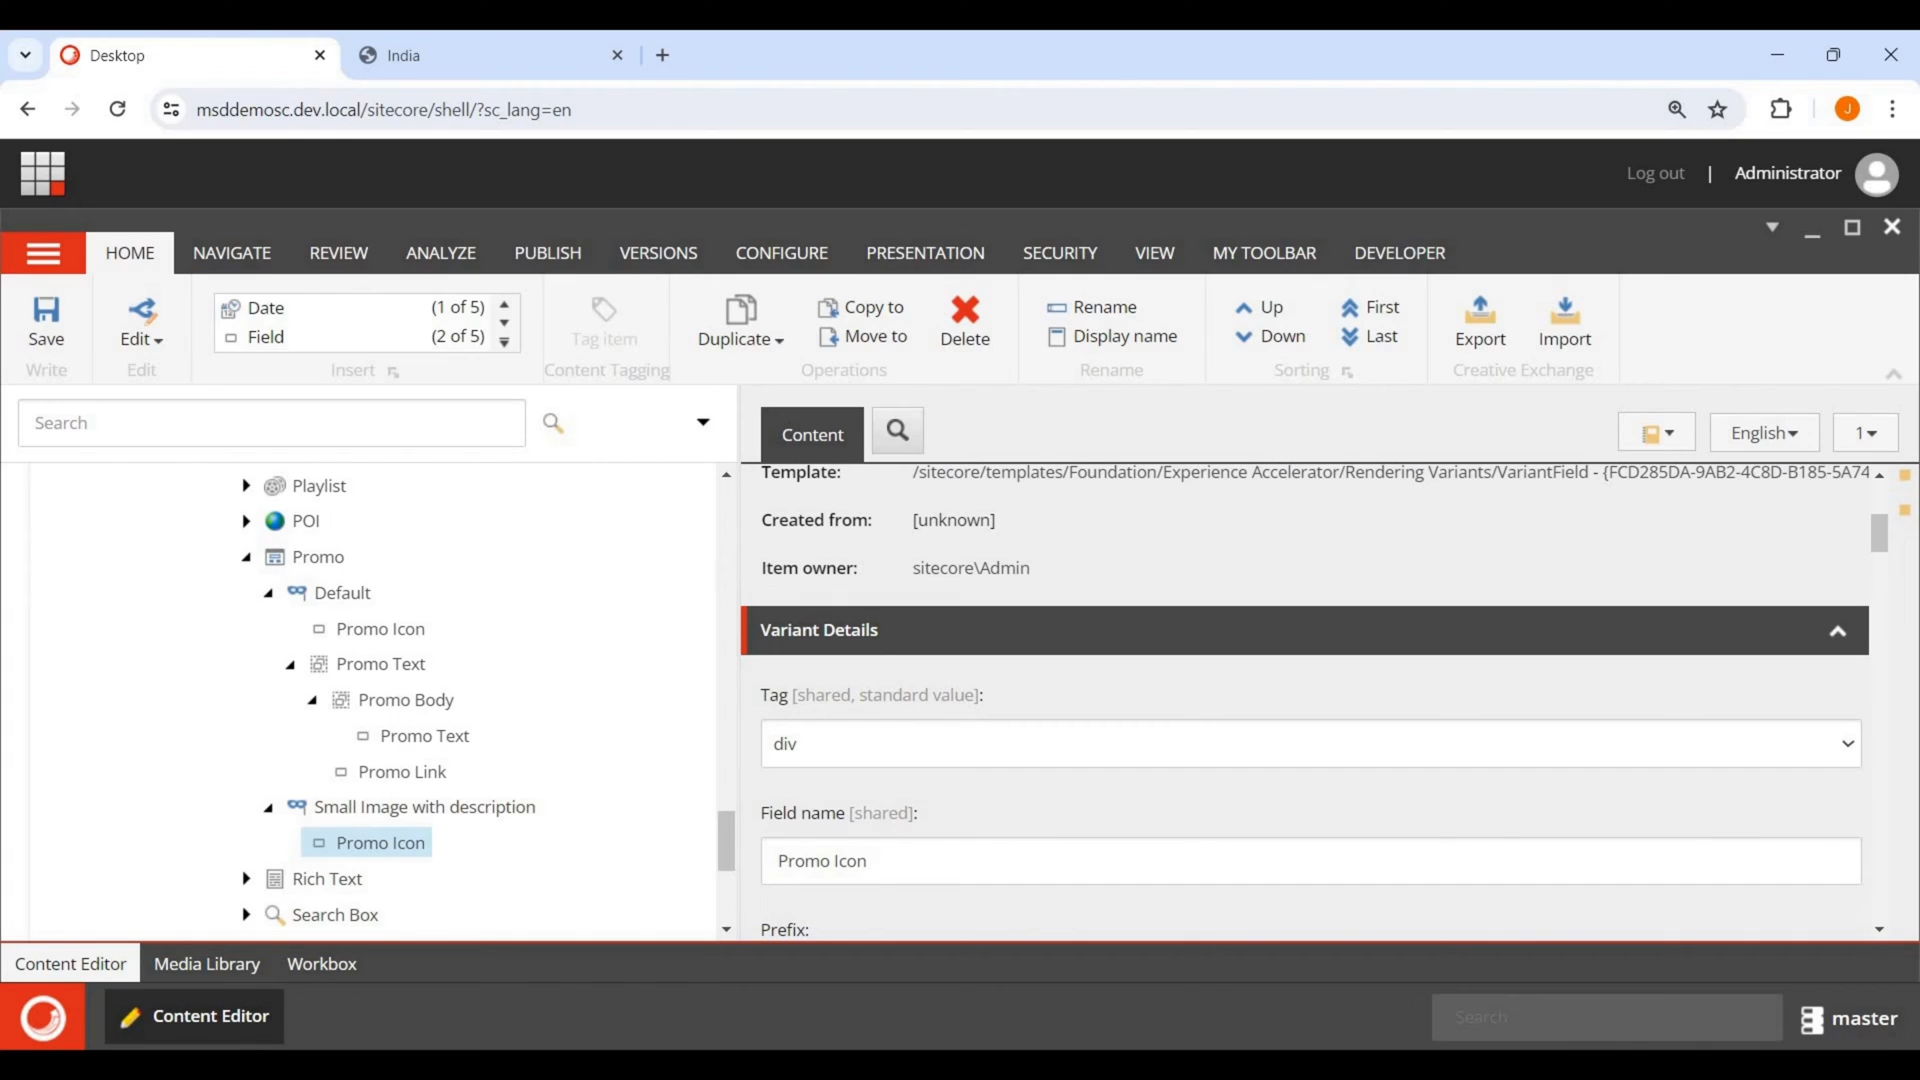 Desktop
India
msddemosc.dev.local/sitecore/shell/?sc_lang=en
J
Log out | Administrator
HOME NAVIGATE REVIEW ANALYZE PUBLISH VERSIONS CONFIGURE PRESENTATION SECURITY VIEW MY TOOLBAR DEVELOPER
Save
Write
Edit
Edit
Date (1 of 5)
Field (2 of 5)
Insert
Tag item
Content Tagging
Duplicate
Copy to
Move to
Delete
Operations
Rename
Display name
Rename
Up
Down
First
Last
Sorting
Export
Import
Creative Exchange
Search
Playlist
POI
Promo
Default
Promo Icon
Promo Text
Promo Body
Promo Text
Promo Link
Small Image with description
Promo Icon
Rich Text
Search Box
Content
English
1
Template: /sitecore/templates/Foundation/Experience Accelerator/Rendering Variants/VariantField - {FCD285DA-9AB2-4C8D-B185-5A74
Created from: [unknown]
Item owner: sitecore\Admin
Variant Details
Tag [shared, standard value]:
div
Field name [shared]:
Promo Icon
Prefix:
Content Editor Media Library Workbox
Content Editor
Search
master